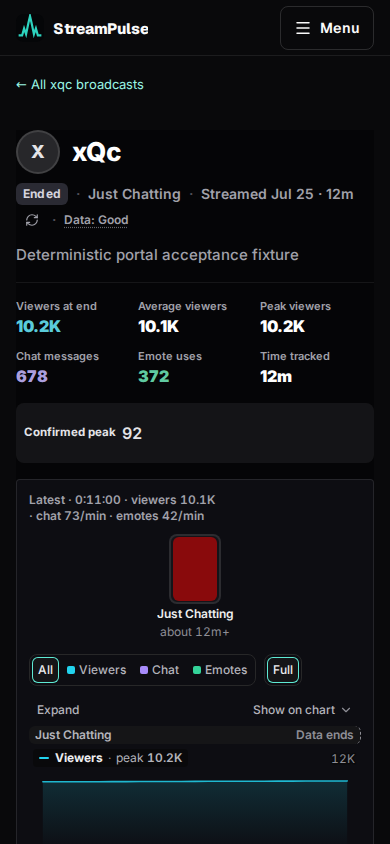 StreamPulse
Menu
← All xqc broadcasts
X
xQc
Ended · Just Chatting · Streamed Jul 25 · 12m
· Data: Good
Deterministic portal acceptance fixture
Viewers at end Average viewers Peak viewers
10.2K 10.1K 10.2K
Chat messages Emote uses Time tracked
678 372 12m
Confirmed peak 92
Latest · 0:11:00 · viewers 10.1K
· chat 73/min · emotes 42/min
Just Chatting
about 12m+
All Viewers Chat Emotes Full
Expand Show on chart
Just Chatting Data ends
Viewers · peak 10.2K 12K